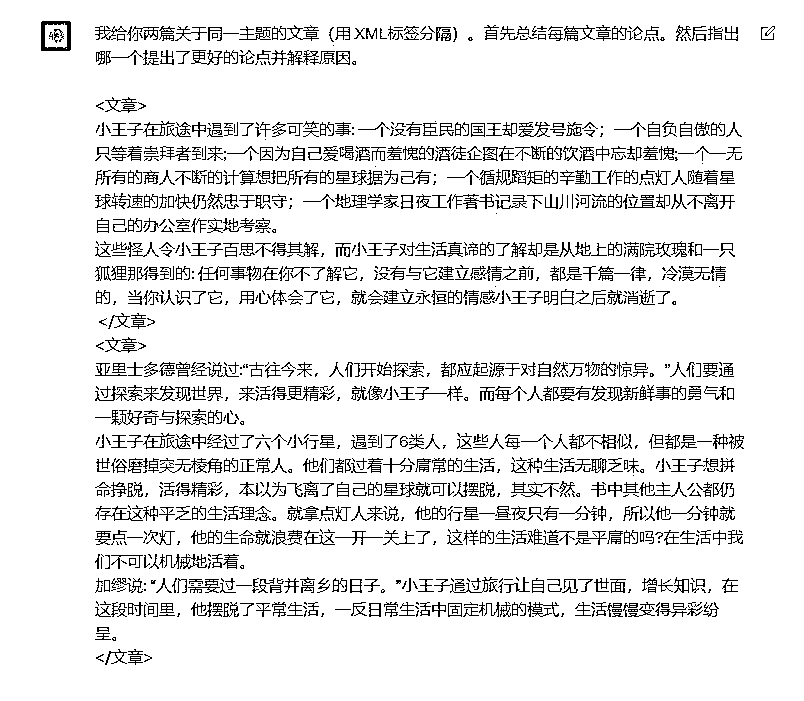 我给你两篇关于同一主题的文章（用 XML标签分隔）。首先总结每篇文章的论点。然后指出
哪一个提出了更好的论点并解释原因。
<文章>
小王子在旅途中遇到了许多可笑的事: 一个没有臣民的国王却爱发号施令；一个自负自傲的人
只等着崇拜者到来;一个因为自己爱喝酒而羞愧的酒徒企图在不断的饮酒中忘却羞愧;一个一无
所有的商人不断的计算想把所有的星球据为己有；一个循规蹈矩的辛勤工作的点灯人随着星
球转速的加快仍然忠于职守；一个地理学家日夜工作著书记录下山川河流的位置却从不离开
自己的办公室作实地考察。
这些怪人令小王子百思不得其解，而小王子对生活真谛的了解却是从地上的满院玫瑰和一只
狐狸那得到的: 任何事物在你不了解它，没有与它建立感情之前，都是千篇一律，冷漠无情
的，当你认识了它，用心体会了它，就会建立永恒的情感小王子明白之后就消逝了。
</文章>
<文章>
亚里士多德曾经说过:“古往今来，人们开始探索，都应起源于对自然万物的惊异。”人们要通
过探索来发现世界，来活得更精彩，就像小王子一样。而每个人都要有发现新鲜事的勇气和
一颗好奇与探索的心。
小王子在旅途中经过了六个小行星，遇到了6类人，这些人每一个人都不相似，但都是一种被
世俗磨掉突无棱角的正常人。他们都过着十分庸常的生活，这种生活无聊乏味。小王子想拼
命挣脱，活得精彩，本以为飞离了自己的星球就可以摆脱，其实不然。书中其他主人公都仍
存在这种平乏的生活理念。就拿点灯人来说，他的行星一昼夜只有一分钟，所以他一分钟就
要点一次灯，他的生命就浪费在这一开一关上了，这样的生活难道不是平庸的吗?在生活中我
们不可以机械地活着。
加缪说: “人们需要过一段背井离乡的日子。”小王子通过旅行让自己见了世面，增长知识，在
这段时间里，他摆脱了平常生活，一反日常生活中固定机械的模式，生活慢慢变得异彩纷
呈。
</文章>